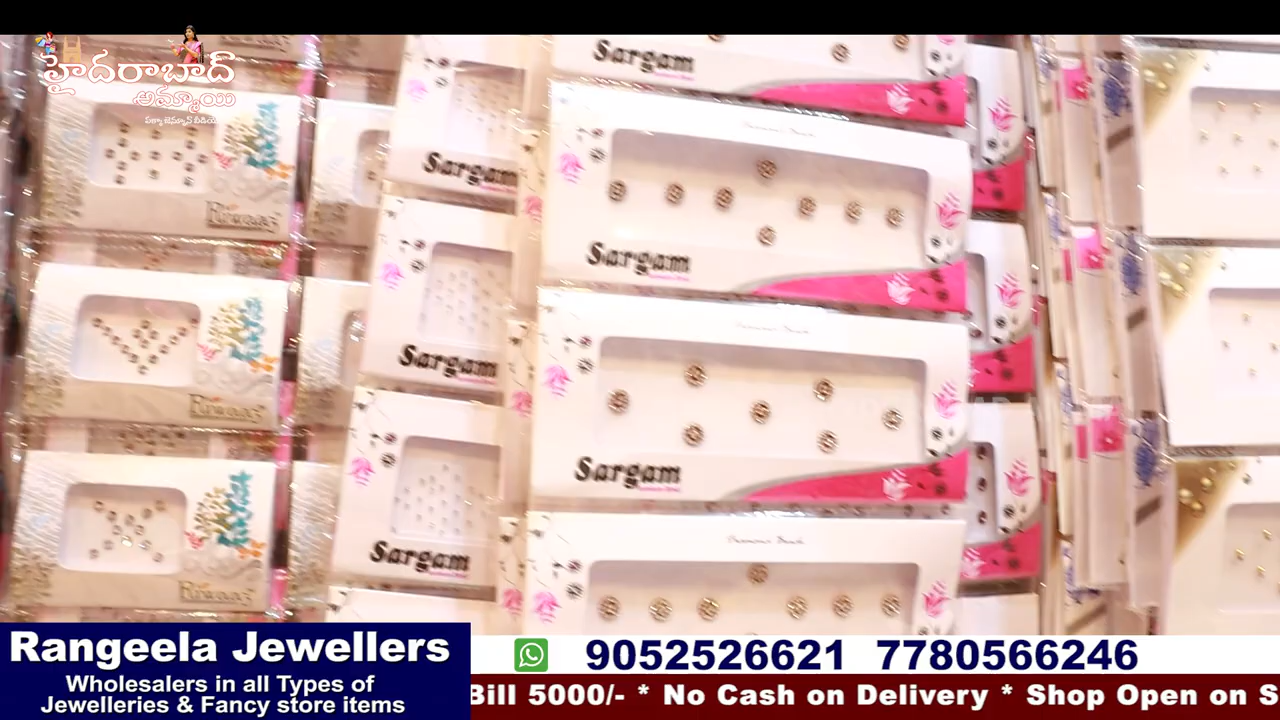 హైదరాబాద్
అమ్మాయి
Sargam
Sargam
Sargam
Sargam
Sargam
Sargam
Rangeela Jewellers
Wholesalers in all Types of
Jewelleries & Fancy store items
9052526621 7780566246
Bill 5000/- * No Cash on Delivery * Shop Open on S